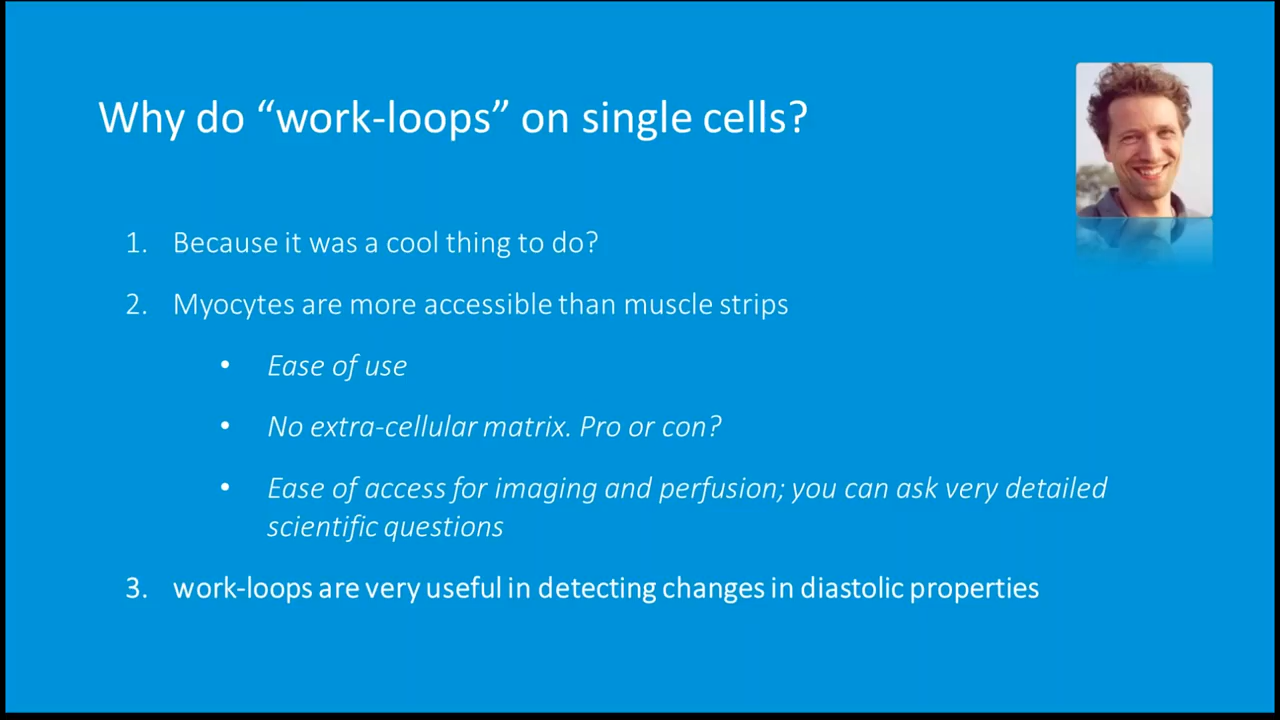 Why do “work-loops” on single cells?
1. Because it was a cool thing to do?
2. Myocytes are more accessible than muscle strips
• Ease of use
• No extra-cellular matrix. Pro or con?
• Ease of access for imaging and perfusion; you can ask very detailed
scientific questions
3. work-loops are very useful in detecting changes in diastolic properties